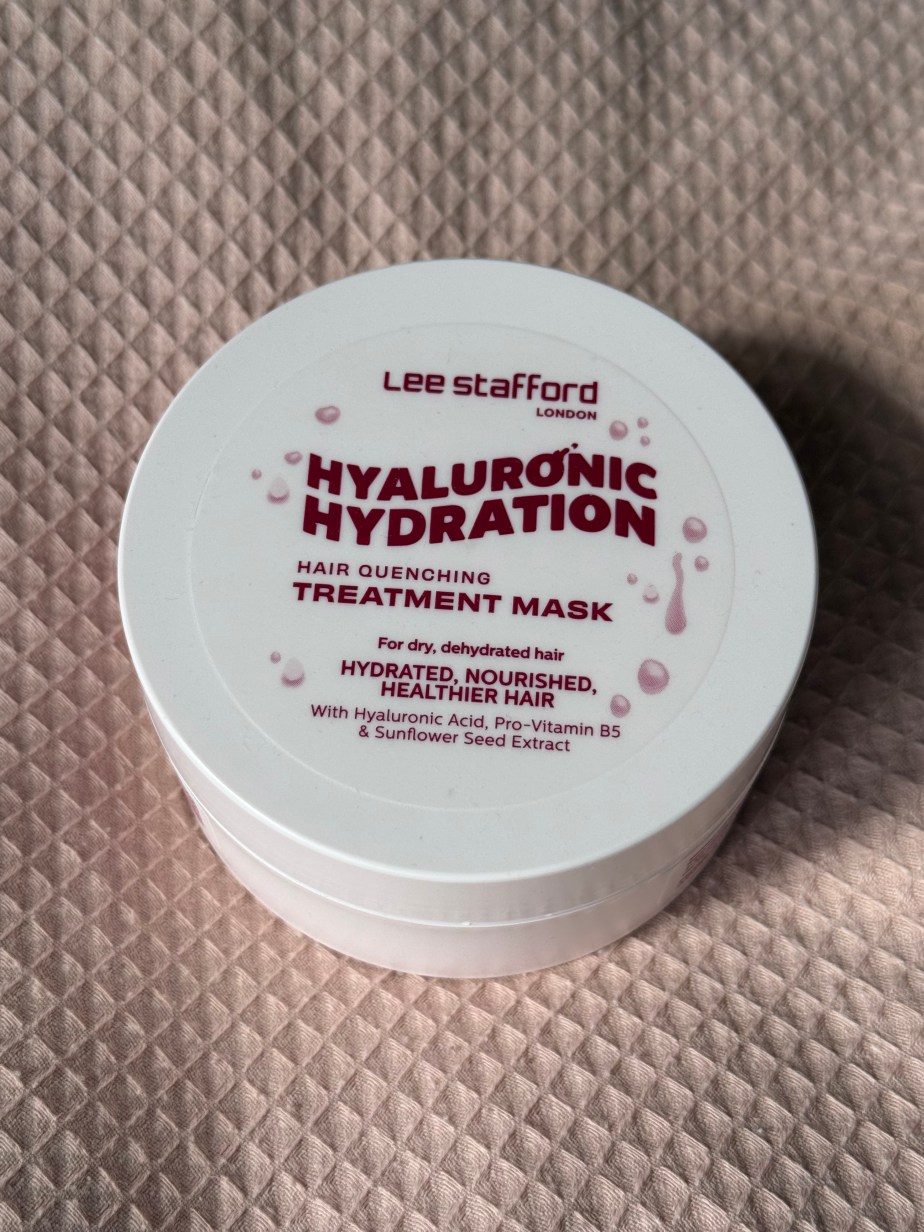 Lee stafford
LONDON
HYALURONIC
HYDRATION
HAIR QUENCHING
TREATMENT MASK
For dry, dehydrated hair
HYDRATED, NOURISHED,
HEALTHIER HAIR
With Hyaluronic Acid, Pro-Vitamin B5
& Sunflower Seed Extract